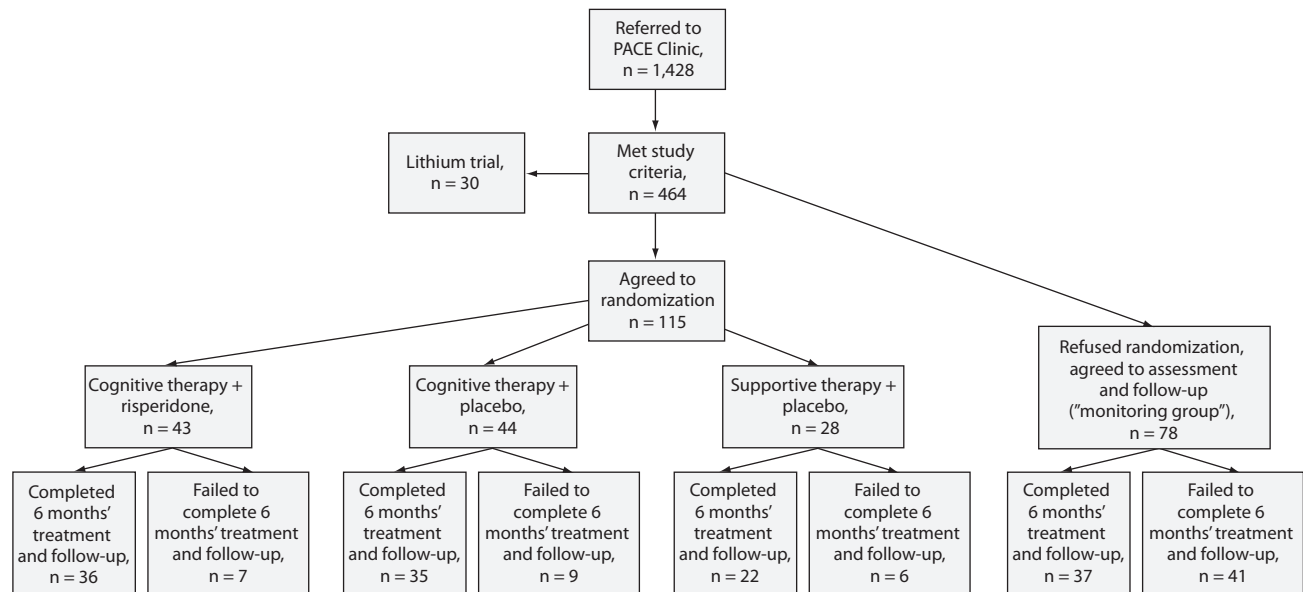 Referred to
PACE Clinic,
n = 1,428
Lithium trial,
n = 30
Met study
criteria,
n = 464
Agreed to
randomization
n = 115
Cognitive therapy +
risperidone,
n = 43
Cognitive therapy +
placebo,
n = 44
Supportive therapy +
placebo,
n = 28
Refused randomization,
agreed to assessment
and follow-up
(”monitoring group”),
n = 78
Completed
6 months’
treatment
and follow-up,
n = 36
Failed to
complete 6
months’ treatment
and follow-up,
n = 7
Completed
6 months’
treatment
and follow-up,
n = 35
Failed to
complete 6
months’ treatment
and follow-up,
n = 9
Completed
6 months’
treatment
and follow-up,
n = 22
Failed to
complete 6
months’ treatment
and follow-up,
n = 6
Completed
6 months’
treatment
and follow-up,
n = 37
Failed to
complete 6
months’ treatment
and follow-up,
n = 41